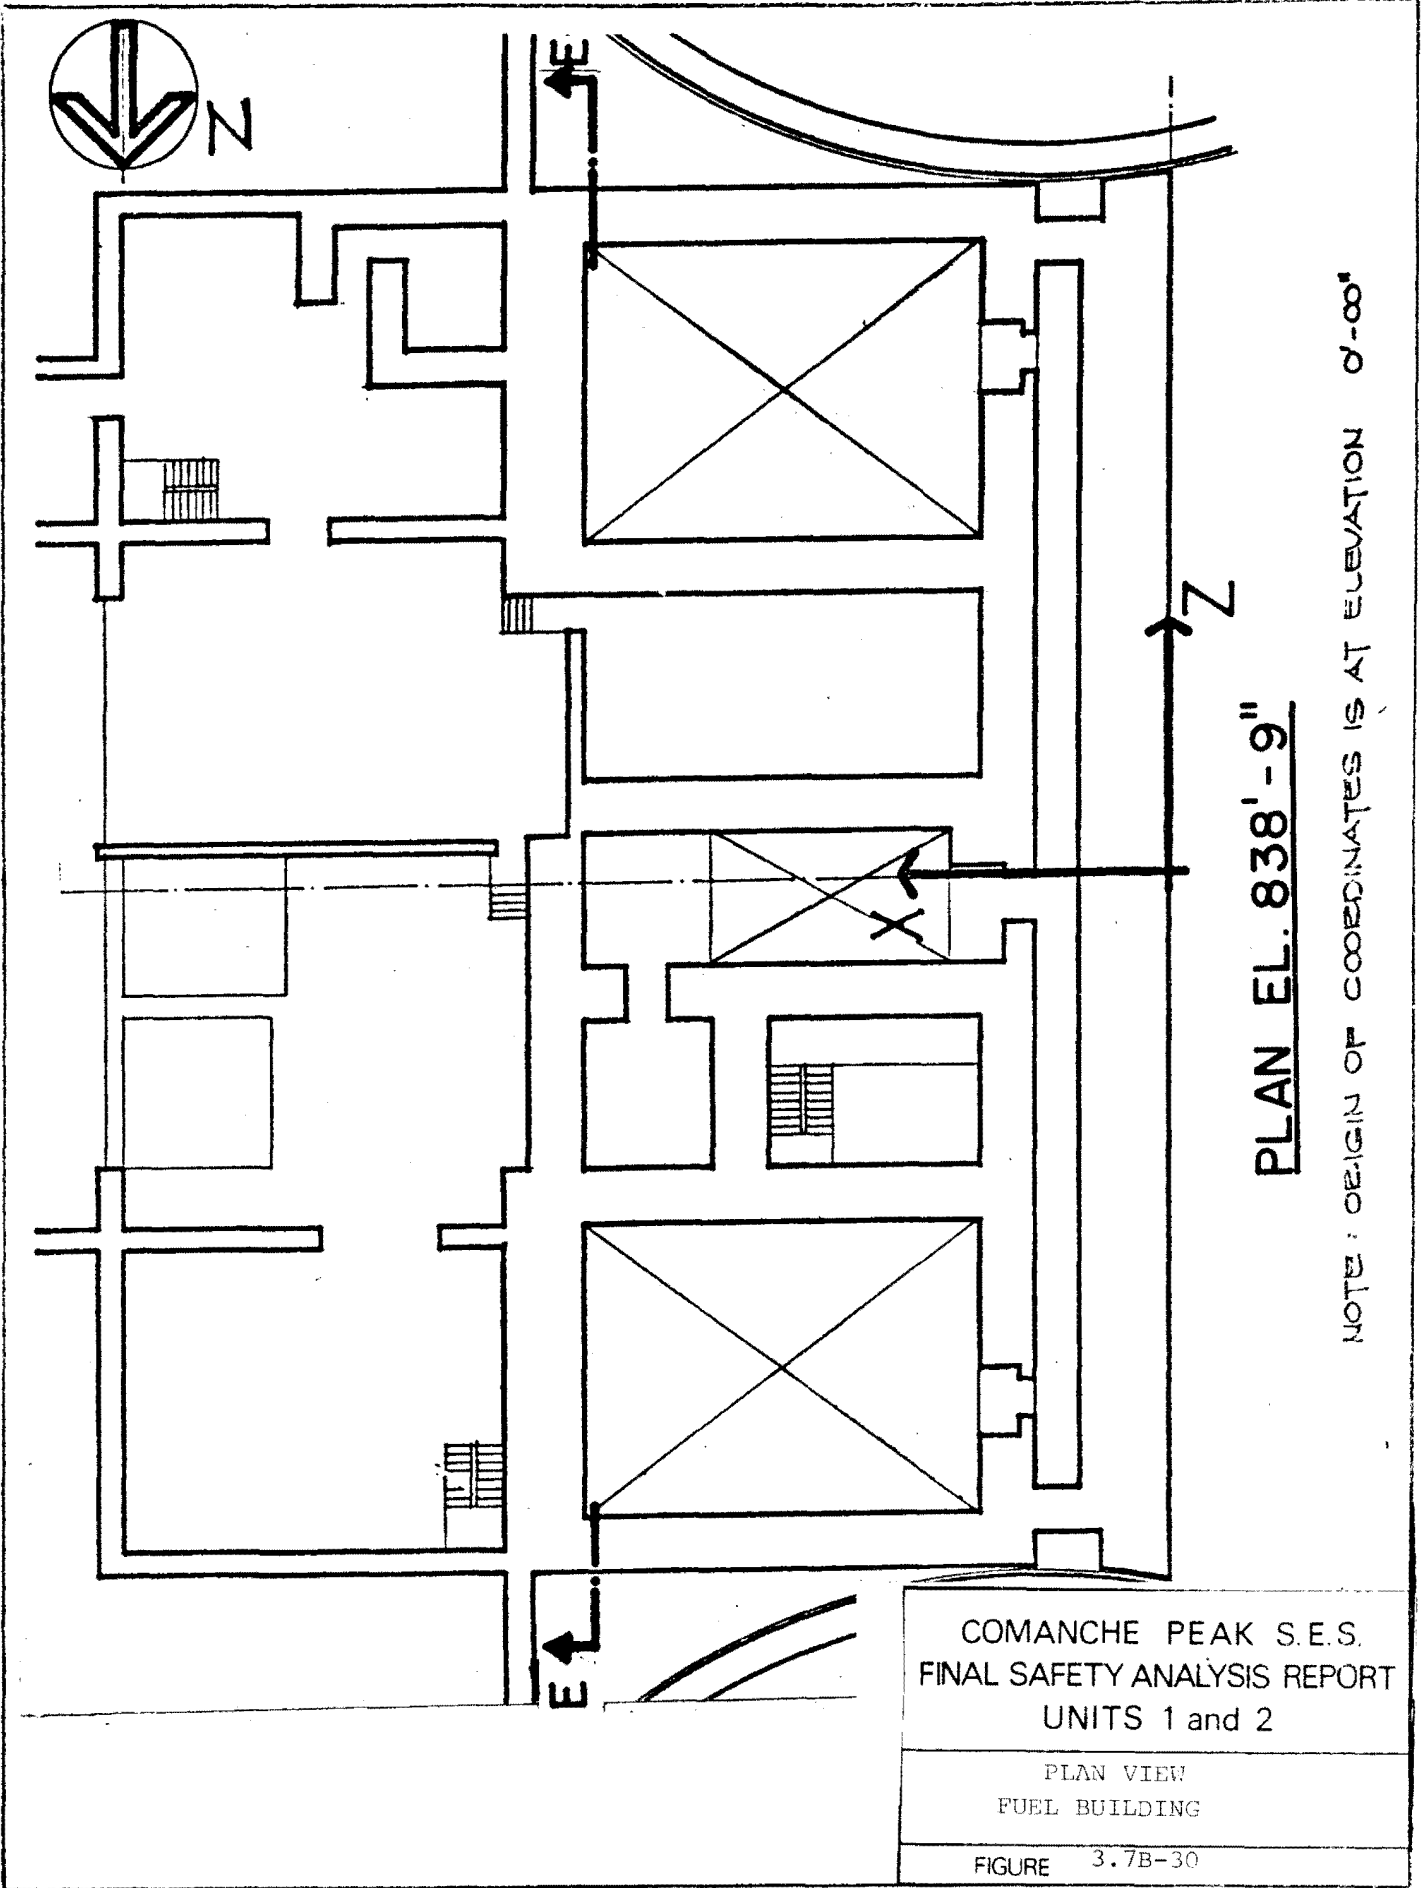 N
E
Z
X
PLAN EL. 838'-9"
NOTE: ORIGIN OF COORDINATES IS AT ELEVATION 0'-00"
E
COMANCHE PEAK S.E.S.
FINAL SAFETY ANALYSIS REPORT
UNITS 1 and 2
PLAN VIEW
FUEL BUILDING
FIGURE 3.7B-30